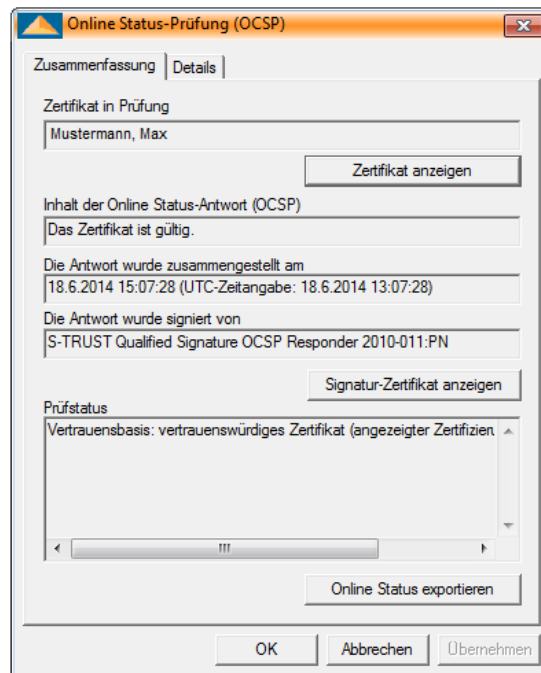 Online Status-Prüfung (OCSP)
Zusammenfassung
Details
Zertifikat in Prüfung
Mustermann, Max
Zertifikat anzeigen
Inhalt der Online Status-Antwort (OCSP)
Das Zertifikat ist gültig.
Die Antwort wurde zusammengestellt am
18.6.2014 15:07:28 (UTC-Zeitangabe: 18.6.2014 13:07:28)
Die Antwort wurde signiert von
S-TRUST Qualified Signature OCSP Responder 2010-011:PN
Signatur-Zertifikat anzeigen
Prüfstatus
Vertrauensbasis: vertrauenswürdiges Zertifikat (angezeigter
Online Status exportieren
OK
Abbrechen
Übernehmen